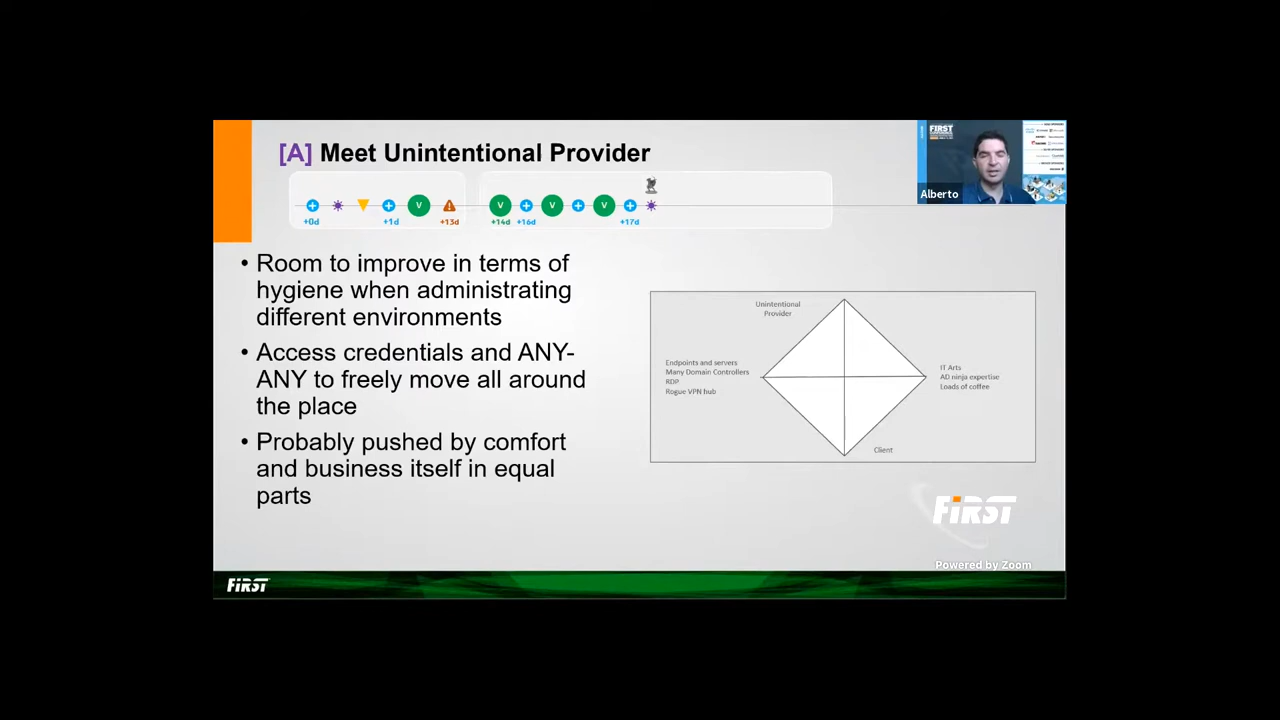 [A] Meet Unintentional Provider
V
V
V
V
+0d
+1d
+13d
+14d
+16d
+17d
• Room to improve in terms of
hygiene when administrating
different environments
• Access credentials and ANY-
ANY to freely move all around
the place
• Probably pushed by comfort
and business itself in equal
parts
Unintentional
Provider
Endpoints and servers
Many Domain Controllers
RDP
Rogue VPN hub
IT Arts
AD ninja expertise
Loads of coffee
Client
FIRST
Alberto
FiRST
Powered by Zoom
FiRST